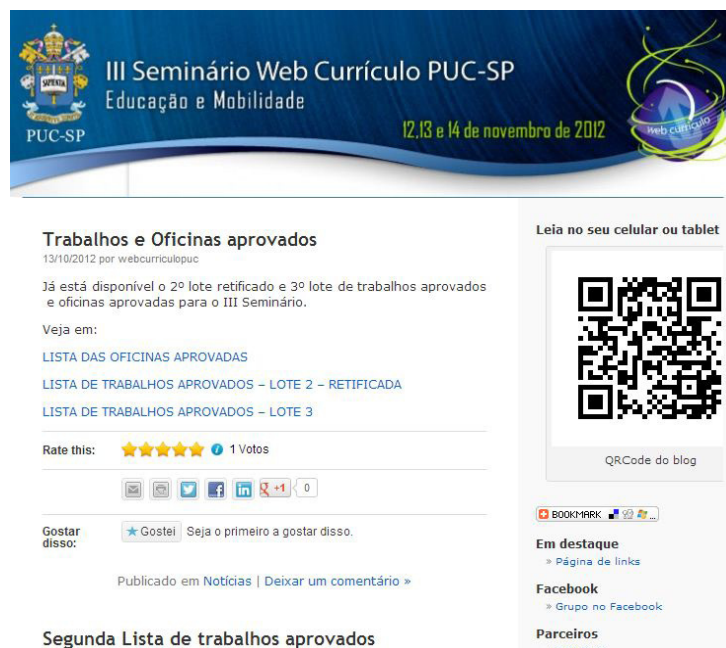 III Seminário Web Currículo PUC-SP
Educação e Mobilidade
SAPIENTIA
PUC-SP
12,13 e 14 de novembro de 2012
web currículo
Trabalhos e Oficinas aprovados
13/10/2012 por webcurriculopuc
Já está disponível o 2º lote retificado e 3º lote de trabalhos aprovados
e oficinas aprovadas para o III Seminário.
Veja em:
LISTA DAS OFICINAS APROVADAS
LISTA DE TRABALHOS APROVADOS – LOTE 2 – RETIFICADA
LISTA DE TRABALHOS APROVADOS – LOTE 3
Rate this:
1 Votos
+1
0
Gostar
disso:
Gostei
Seja o primeiro a gostar disso.
Publicado em Notícias | Deixar um comentário »
Segunda Lista de trabalhos aprovados
Leia no seu celular ou tablet
QRCode do blog
BOOKMARK
Em destaque
» Página de links
Facebook
» Grupo no Facebook
Parceiros